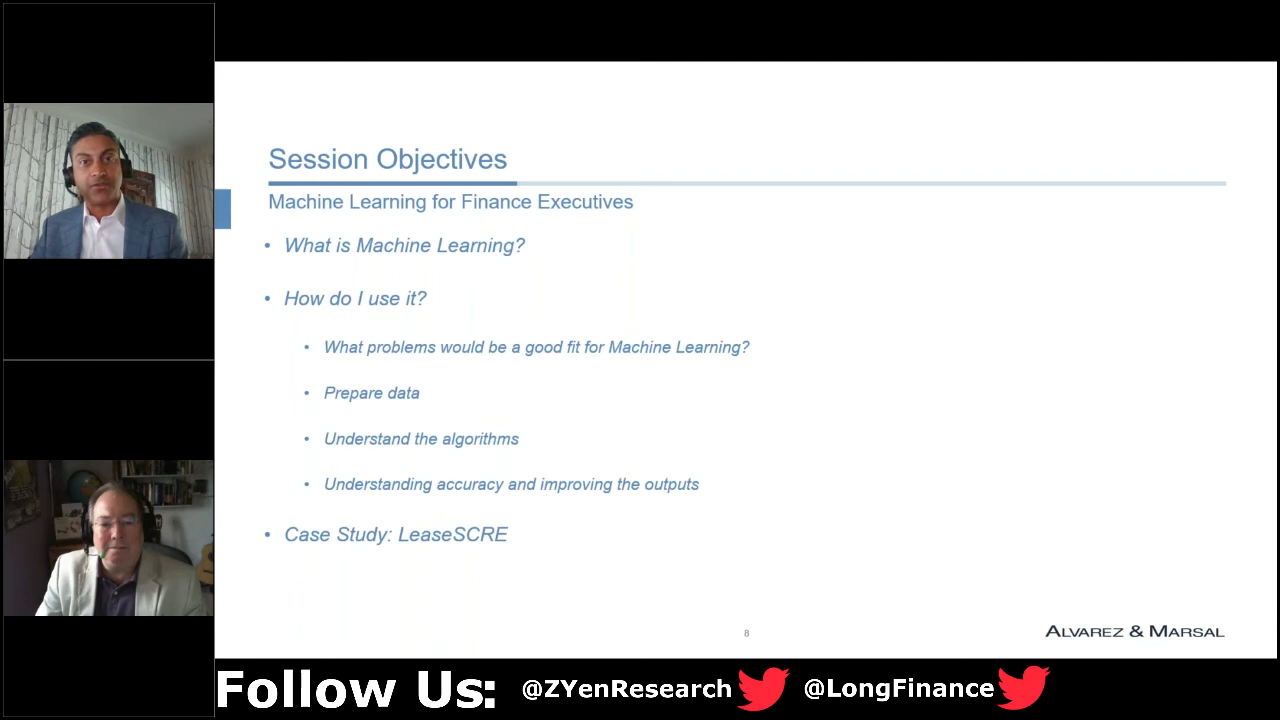 Session Objectives
Machine Learning for Finance Executives
• What is Machine Learning?
• How do I use it?
• What problems would be a good fit for Machine Learning?
• Prepare data
• Understand the algorithms
• Understanding accuracy and improving the outputs
• Case Study: LeaseSCRE
8
ALVAREZ & MARSAL
Follow Us: @ZYenResearch @LongFinance